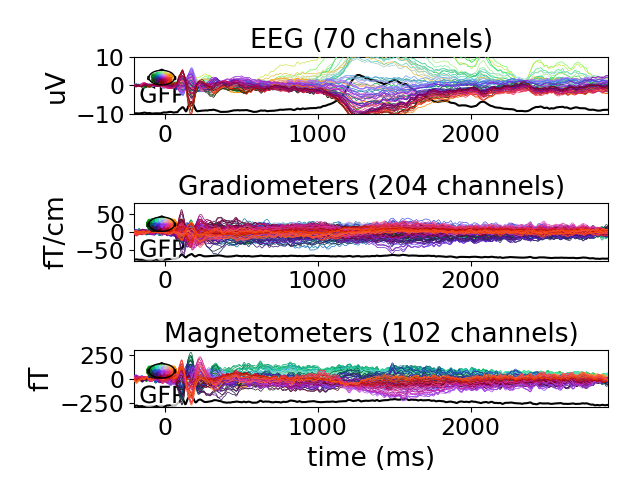 EEG (70 channels)
10
0
−10
uV
GFP
0 1000 2000
Gradiometers (204 channels)
50
0
−50
fT/cm
GFP
0 1000 2000
Magnetometers (102 channels)
250
0
−250
fT
GFP
0 1000 2000
time (ms)